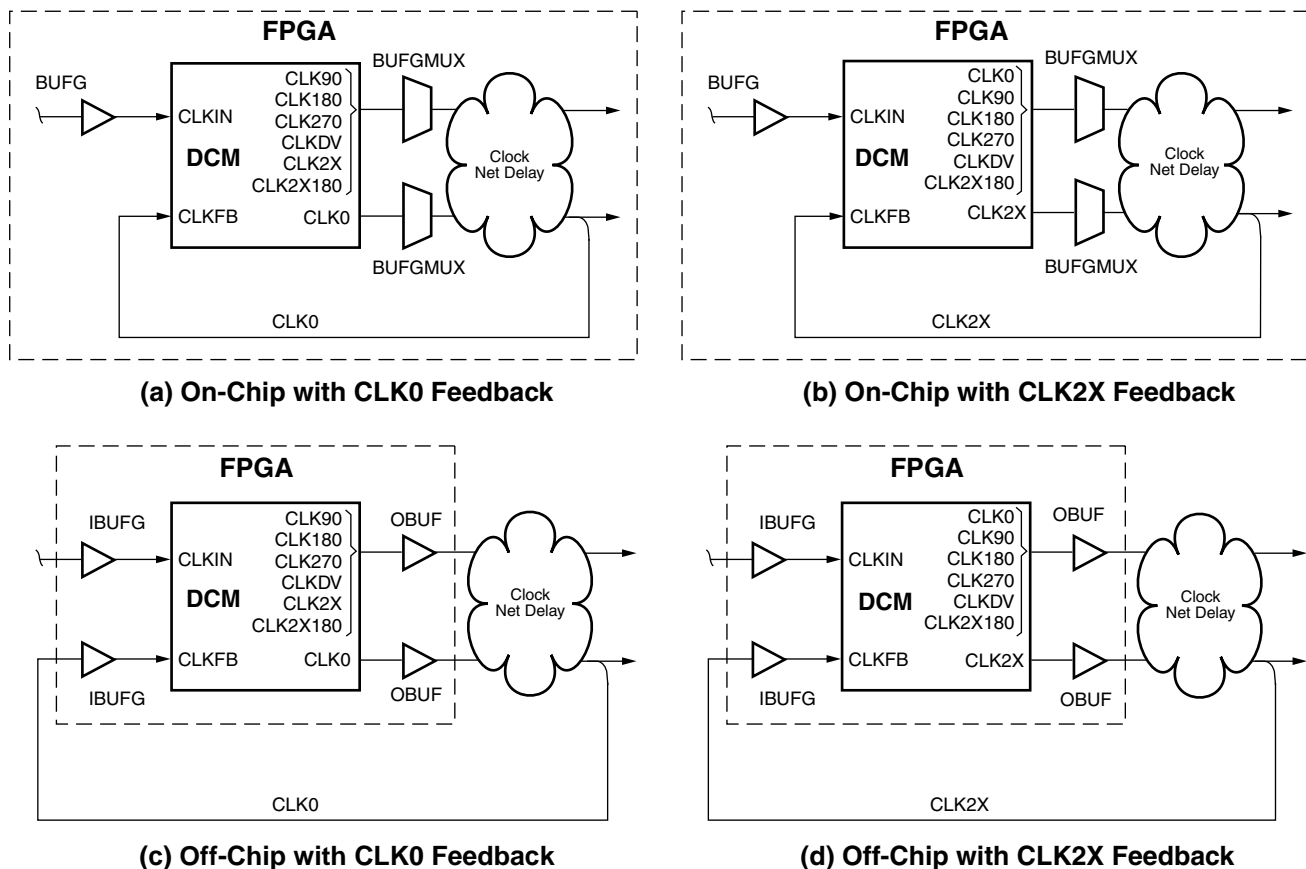 FPGA
BUFG
CLKIN
DCM
CLKFB
CLK90
CLK180
CLK270
CLKDV
CLK2X
CLK2X180
CLK0
BUFGMUX
BUFGMUX
Clock
Net Delay
CLK0
(a) On-Chip with CLK0 Feedback
FPGA
BUFG
CLKIN
DCM
CLKFB
CLK0
CLK90
CLK180
CLK270
CLKDV
CLK2X180
CLK2X
BUFGMUX
BUFGMUX
Clock
Net Delay
CLK2X
(b) On-Chip with CLK2X Feedback
FPGA
IBUFG
IBUFG
CLKIN
DCM
CLKFB
CLK90
CLK180
CLK270
CLKDV
CLK2X
CLK2X180
CLK0
OBUF
OBUF
Clock
Net Delay
CLK0
(c) Off-Chip with CLK0 Feedback
FPGA
IBUFG
IBUFG
CLKIN
DCM
CLKFB
CLK0
CLK90
CLK180
CLK270
CLKDV
CLK2X180
CLK2X
OBUF
OBUF
Clock
Net Delay
CLK2X
(d) Off-Chip with CLK2X Feedback